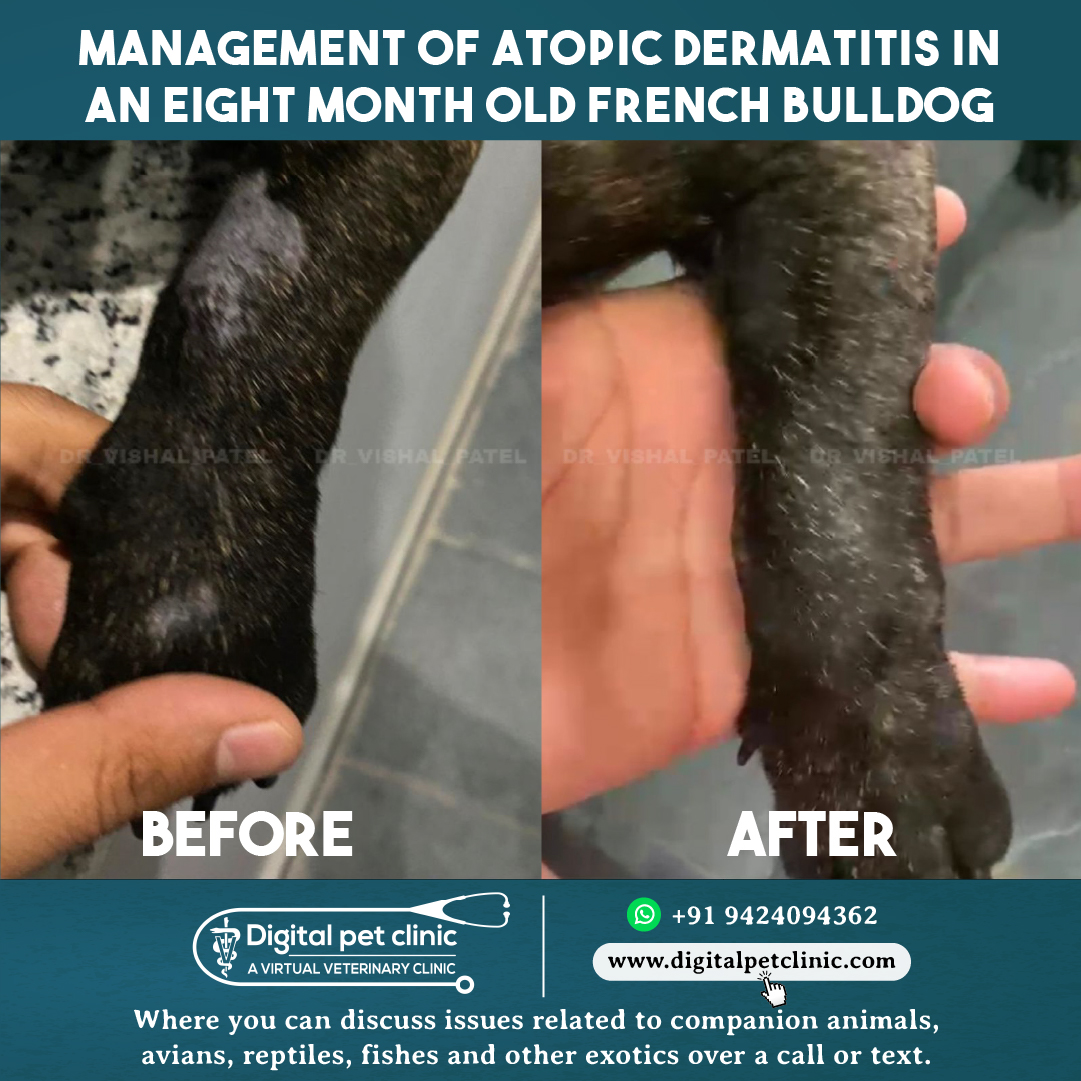 MANAGEMENT OF ATOPIC DERMATITIS IN
AN EIGHT MONTH OLD FRENCH BULLDOG
DR_VISHAL_PATEL DR_VISHAL_PATEL DR_VISHAL_PATEL DR_VISHAL_PATEL
BEFORE
AFTER
Digital pet clinic
A VIRTUAL VETERINARY CLINIC
+91 9424094362
www.digitalpetclinic.com
Where you can discuss issues related to companion animals,
avians, reptiles, fishes and other exotics over a call or text.